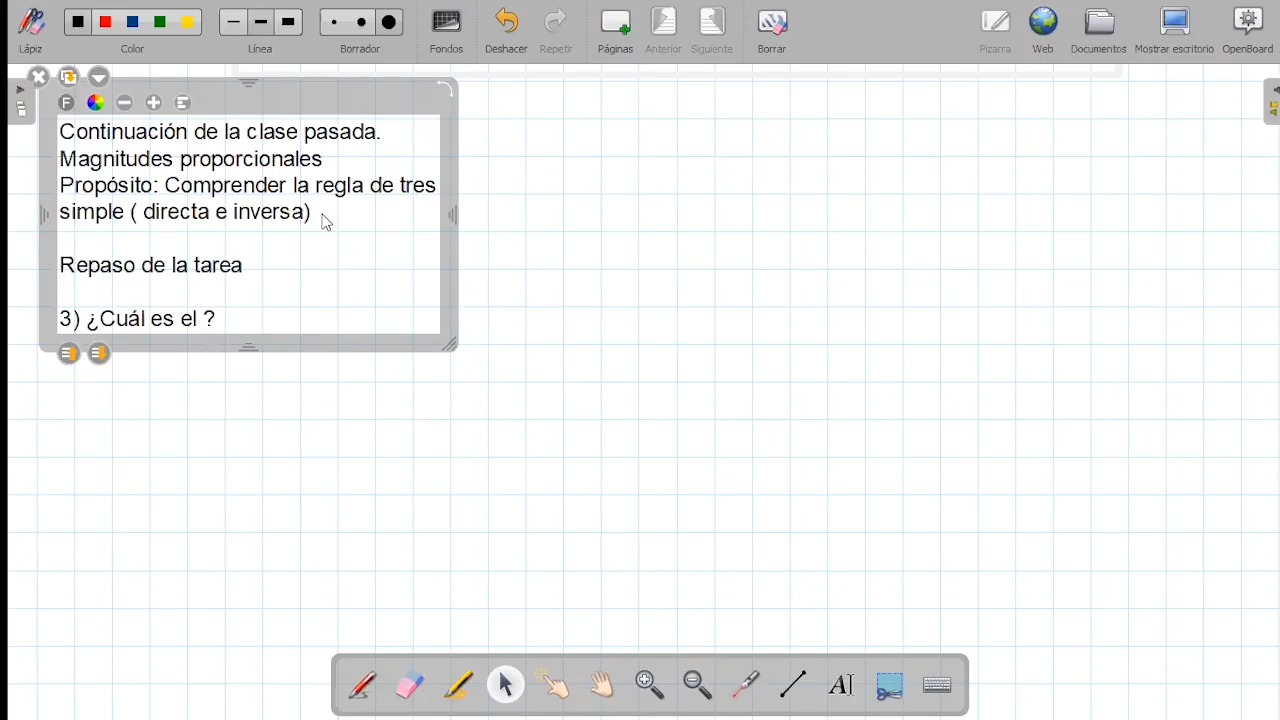 Lápiz
Color
Línea
Borrador
Fondos
Deshacer
Repetir
Páginas
Anterior
Siguiente
Borrar
Pizarra
Web
Documentos
Mostrar escritorio
OpenBoard
F
Continuación de la clase pasada.
Magnitudes proporcionales
Propósito: Comprender la regla de tres
simple ( directa e inversa)
Repaso de la tarea
3) ¿Cuál es el ?